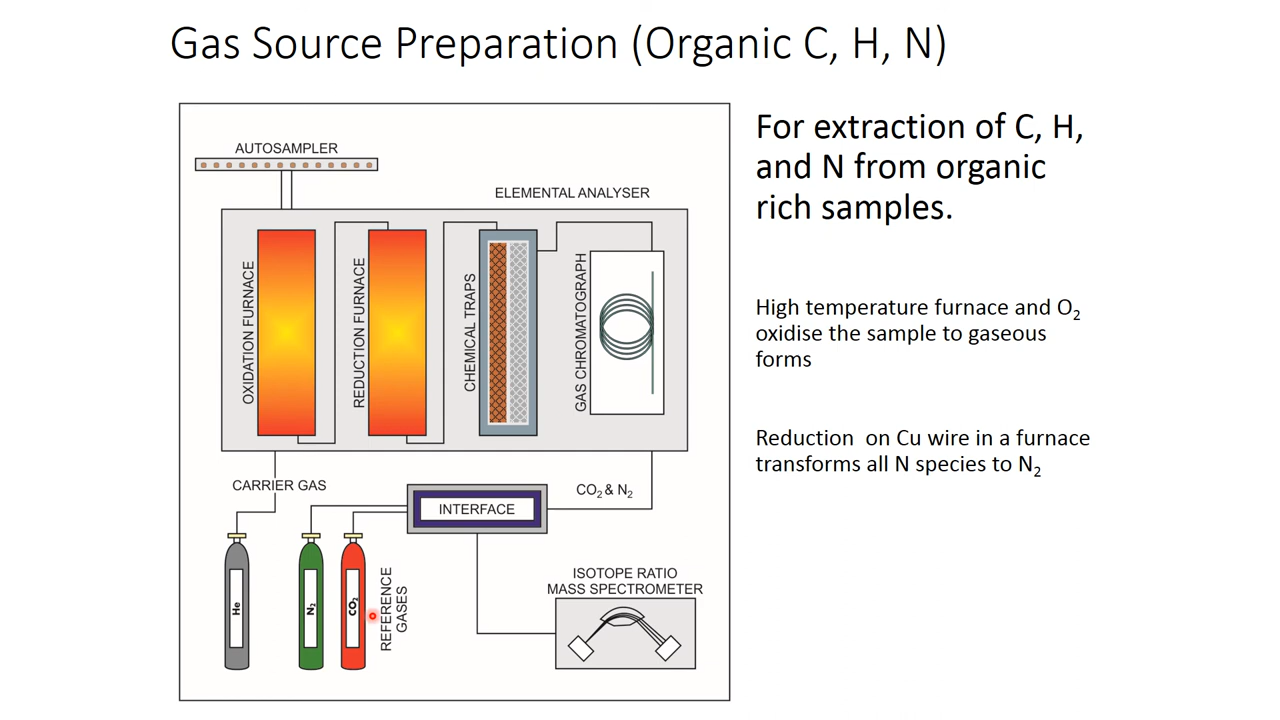 Gas Source Preparation (Organic C, H, N)
AUTOSAMPLER
ELEMENTAL ANALYSER
OXIDATION FURNACE
REDUCTION FURNACE
CHEMICAL TRAPS
GAS CHROMATOGRAPH
CARRIER GAS
CO₂ & N₂
INTERFACE
He
N₂
CO₂
REFERENCE
GASES
ISOTOPE RATIO
MASS SPECTROMETER
For extraction of C, H,
and N from organic
rich samples.
High temperature furnace and O₂
oxidise the sample to gaseous
forms
Reduction  on Cu wire in a furnace
transforms all N species to N₂